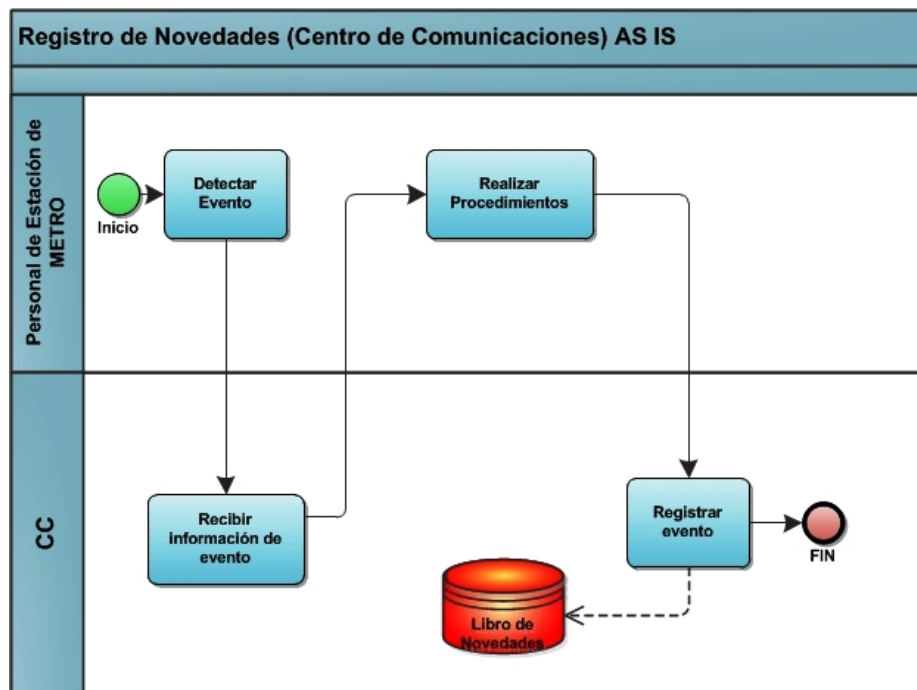 Registro de Novedades (Centro de Comunicaciones) AS IS
Personal de Estación de
METRO
Inicio
Detectar
Evento
Realizar
Procedimientos
CC
Recibir
información de
evento
Registrar
evento
FIN
Libro de
Novedades